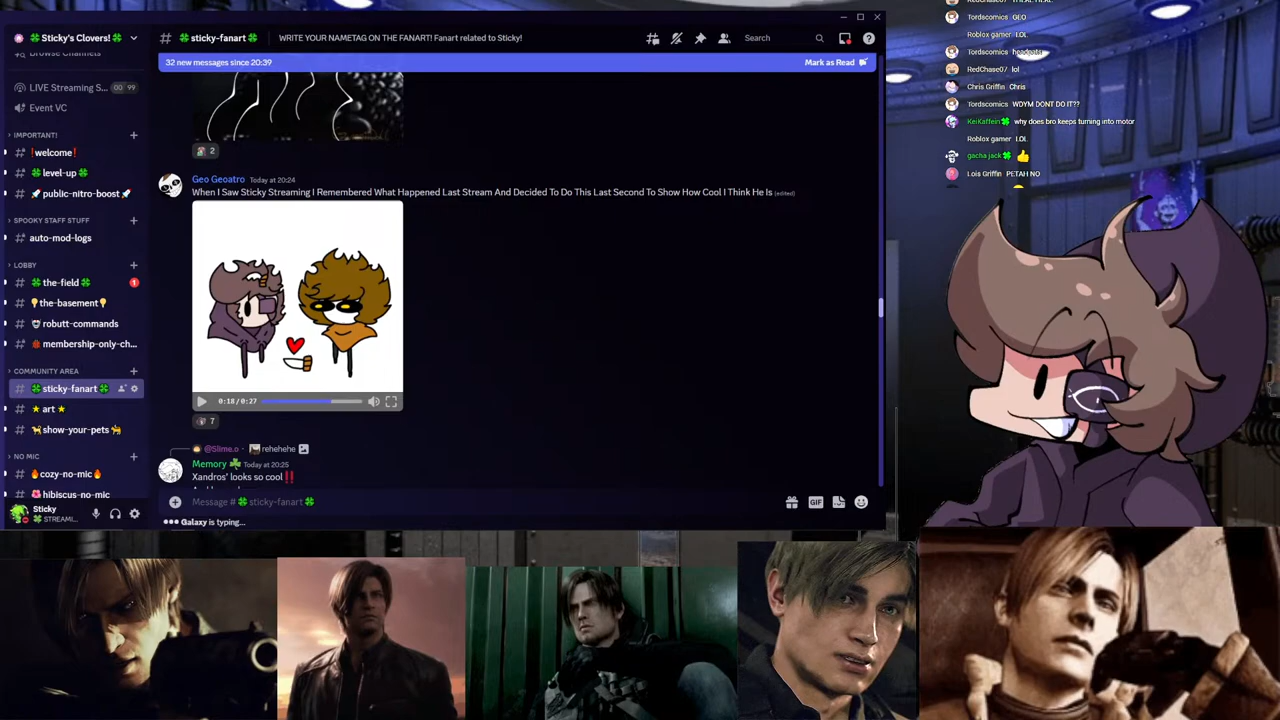 🍀 Sticky's Clovers! 🍀
Browse Channels
LIVE Streaming S... 00 99
Event VC
IMPORTANT!
❗welcome❗
🍀 level-up 🍀
🚀 public-nitro-boost 🚀
SPOOKY STAFF STUFF
auto-mod-logs
LOBBY
🍀 the-field 🍀 1
💡 the-basement 💡
robutt-commands
membership-only-ch...
COMMUNITY AREA
🍀 sticky-fanart 🍀
★ art ★
🐕 show-your-pets 🐈
NO MIC
🔥cozy-no-mic🔥
🌺hibiscus-no-mic
Sticky
STREAMI...
# 🍀 sticky-fanart 🍀
WRITE YOUR NAMETAG ON THE FANART! Fanart related to Sticky!
Search
32 new messages since 20:39
Mark as Read
2
Geo Geoatro Today at 20:24
When I Saw Sticky Streaming I Remembered What Happened Last Stream And Decided To Do This Last Second To Show How Cool I Think He Is (edited)
0:18/0:27
7
@Slime.o rehehehe
Memory ☘ Today at 20:25
Xandros' looks so cool‼
Message # 🍀 sticky-fanart 🍀
GIF
Galaxy is typing...
Tordscomics GEO
Roblox gamer LOL
Tordscomics headpats
RedChase07 lol
Chris Griffin Chris
Tordscomics WDYM DONT DO IT??
KeiKaffein🍀 why does bro keeps turning into motor
Roblox gamer LOL
gacha jack🍀 👍
Lois Griffin PETAH NO